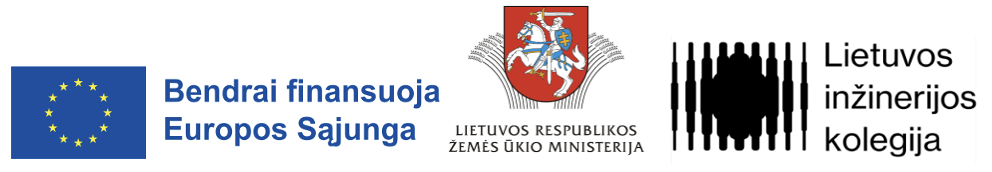 Bendrai finansuoja
Europos Sąjunga
LIETUVOS RESPUBLIKOS
ŽEMĖS ŪKIO MINISTERIJA
Lietuvos
inžinerijos
kolegija